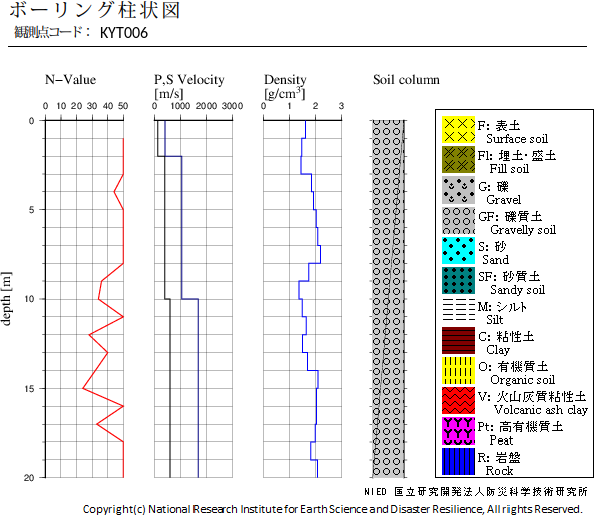 ボーリング柱状図
観測点コード： KYT006
N−Value
P,S Velocity
[m/s]
Density
[g/cm3]
Soil column
0 10 20 30 40 50
0 1000 2000 3000
0 1 2 3
depth [m]
0
5
10
15
20
F: 表土
Surface soil
Fl: 埋土・盛土
Fill soil
G: 礫
Gravel
GF: 礫質土
Gravelly soil
S: 砂
Sand
SF: 砂質土
Sandy soil
M: シルト
Silt
C: 粘性土
Clay
O: 有機質土
Organic soil
V: 火山灰質粘性土
Volcanic ash clay
Pt: 高有機質土
Peat
R: 岩盤
Rock
NIED 国立研究開発法人防災科学技術研究所
Copyright(c) National Research Institute for Earth Science and Disaster Resilience, All rights Reserved.